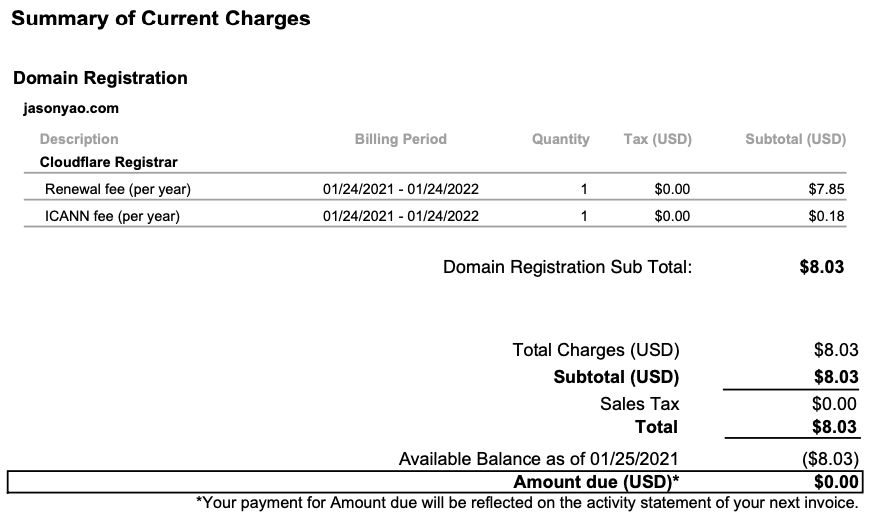 Summary of Current Charges
Domain Registration
jasonyao.com
Description Billing Period Quantity Tax (USD) Subtotal (USD)
Cloudflare Registrar
Renewal fee (per year) 01/24/2021 - 01/24/2022 1 $0.00 $7.85
ICANN fee (per year) 01/24/2021 - 01/24/2022 1 $0.00 $0.18
Domain Registration Sub Total: $8.03
Total Charges (USD) $8.03
Subtotal (USD) $8.03
Sales Tax $0.00
Total $8.03
Available Balance as of 01/25/2021 ($8.03)
Amount due (USD)* $0.00
*Your payment for Amount due will be reflected on the activity statement of your next invoice.